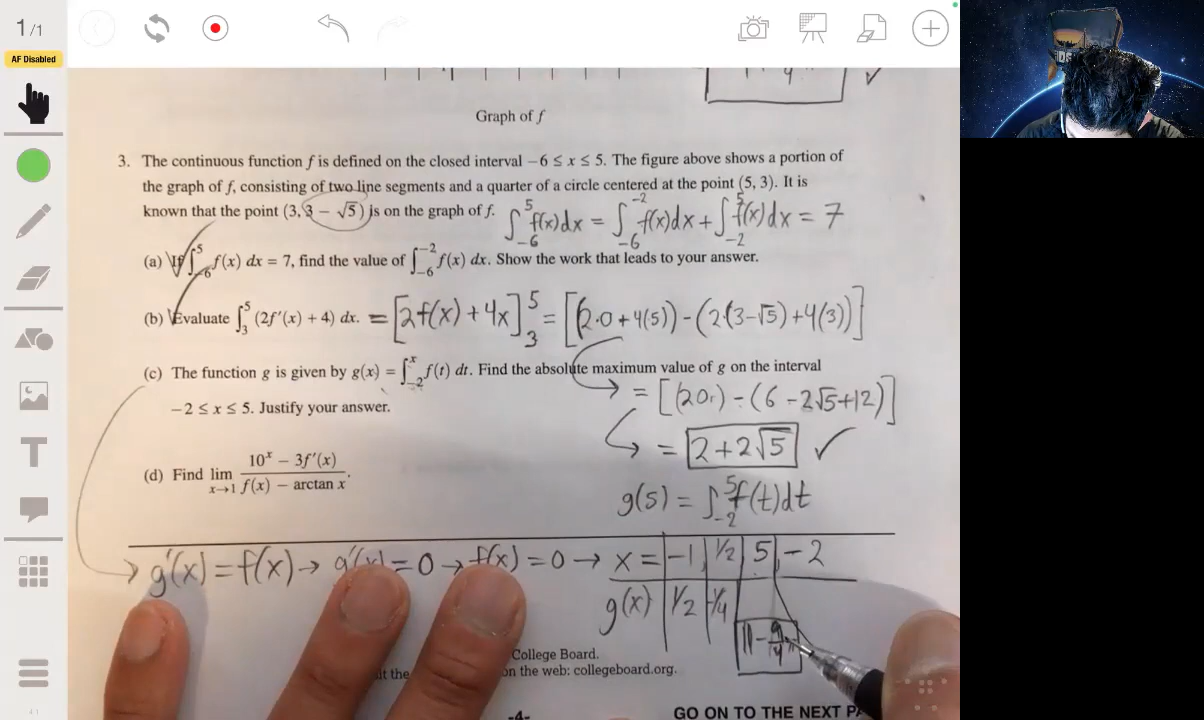 1/1
AF Disabled
Graph of f
3. The continuous function f is defined on the closed interval −6 ≤ x ≤ 5. The figure above shows a portion of
the graph of f, consisting of two line segments and a quarter of a circle centered at the point (5, 3). It is
known that the point (3, 3 − √5) is on the graph of f.
∫_{-6}^{5} f(x)dx = ∫_{-6}^{-2} f(x)dx + ∫_{-2}^{5} f(x)dx = 7
(a) If ∫_{-6}^{5} f(x) dx = 7, find the value of ∫_{-6}^{-2} f(x) dx. Show the work that leads to your answer.
(b) Evaluate ∫_{3}^{5} (2f′(x) + 4) dx. = [2f(x) + 4x]_{3}^{5} = [(2·0 + 4(5)) − (2(3−√5) + 4(3))]
(c) The function g is given by g(x) = ∫_{-2}^{x} f(t) dt. Find the absolute maximum value of g on the interval
−2 ≤ x ≤ 5. Justify your answer.
= [(20) − (6 − 2√5+12)]
= 2+2√5 ✓
(d) Find lim_{x→1} (10^x − 3f′(x))/(f(x) − arctan x).
g(5) = ∫_{-2}^{5} f(t)dt
→ g'(x) = f(x) → g'(x) = 0 → f(x) = 0 → x = −1 | 1/2 | 5 | −2
g(x) | 1/2 | −1/4
11 − 9/4 π
College Board.
on the web: collegeboard.org.
it the
-4-
GO ON TO THE NEXT
T